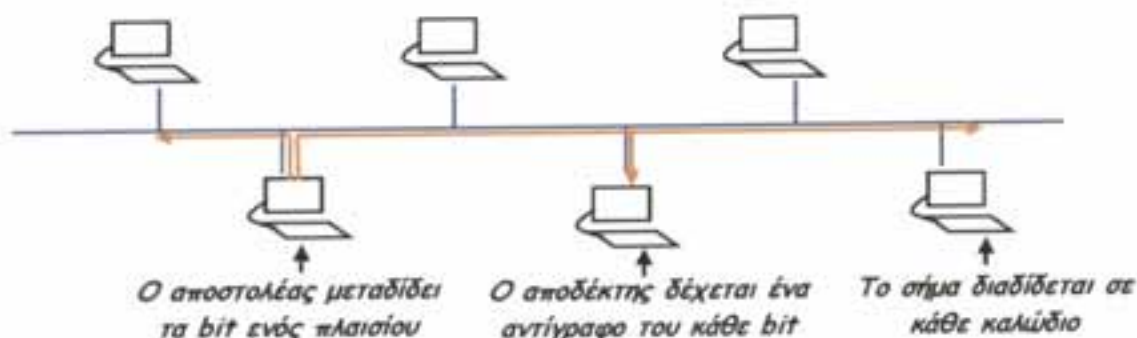 Ο αποστολέας μεταδίδει
τα bit ενός πλαισίου
Ο αποδέκτης δέχεται ένα
αντίγραφο του κάθε bit
Το σήμα διαδίδεται σε
κάθε καλώδιο